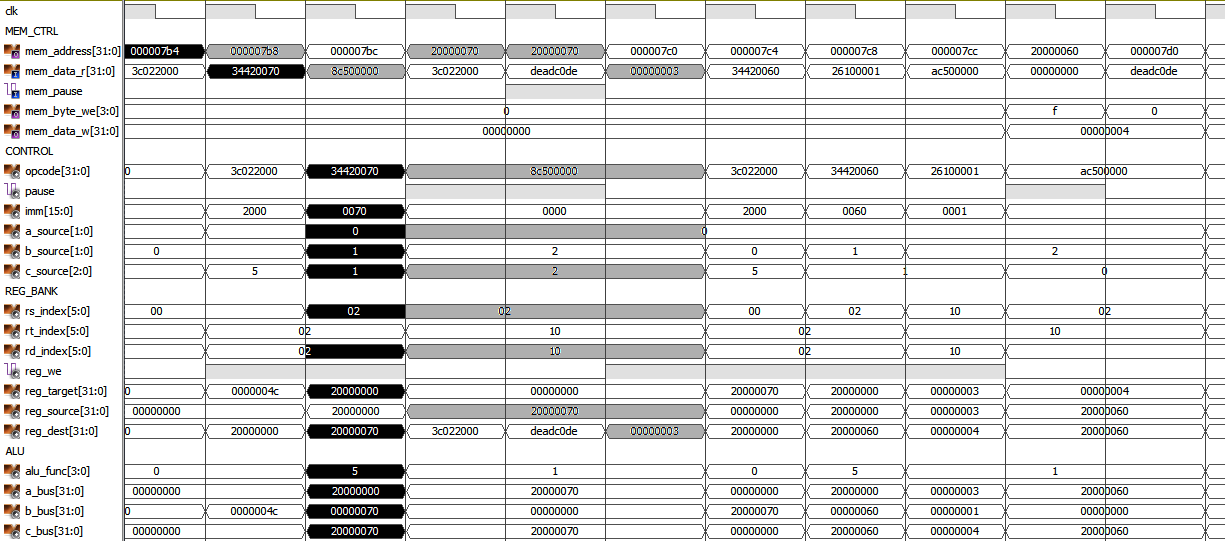 clk
MEM_CTRL
mem_address[31:0] 000007b4 000007b8 000007bc 20000070 20000070 000007c0 000007c4 000007c8 000007cc 20000060 000007d0
mem_data_r[31:0] 3c022000 34420070 8c500000 3c022000 deadc0de 00000003 34420060 26100001 ac500000 00000000 deadc0de
mem_pause
mem_byte_we[3:0] 0 f 0
mem_data_w[31:0] 00000000 00000004
CONTROL
opcode[31:0] 0 3c022000 34420070 8c500000 3c022000 34420060 26100001 ac500000
pause
imm[15:0] 2000 0070 0000 2000 0060 0001
a_source[1:0] 0 0
b_source[1:0] 0 1 2 0 1 2
c_source[2:0] 5 1 2 5 1 0
REG_BANK
rs_index[5:0] 00 02 02 00 02 10 02
rt_index[5:0] 02 10 02 10
rd_index[5:0] 02 10 02 10
reg_we
reg_target[31:0] 0 0000004c 20000000 00000000 20000070 20000000 00000003 00000004
reg_source[31:0] 00000000 20000000 20000070 00000000 20000000 00000003 20000060
reg_dest[31:0] 0 20000000 20000070 3c022000 deadc0de 00000003 20000000 20000060 00000004 20000060
ALU
alu_func[3:0] 0 5 1 0 5 1
a_bus[31:0] 00000000 20000000 20000070 00000000 20000000 00000003 20000060
b_bus[31:0] 0 0000004c 00000070 00000000 20000070 00000060 00000001 00000000
c_bus[31:0] 00000000 20000070 20000070 00000000 20000060 00000004 20000060